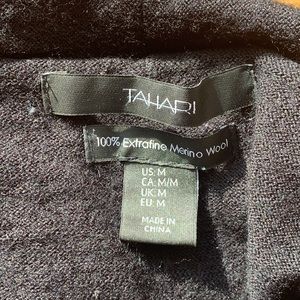 TAHARI
100% Extrafine Merino Wool
US: M
CA: M/M
UK: M
EU: M
MADE IN
CHINA